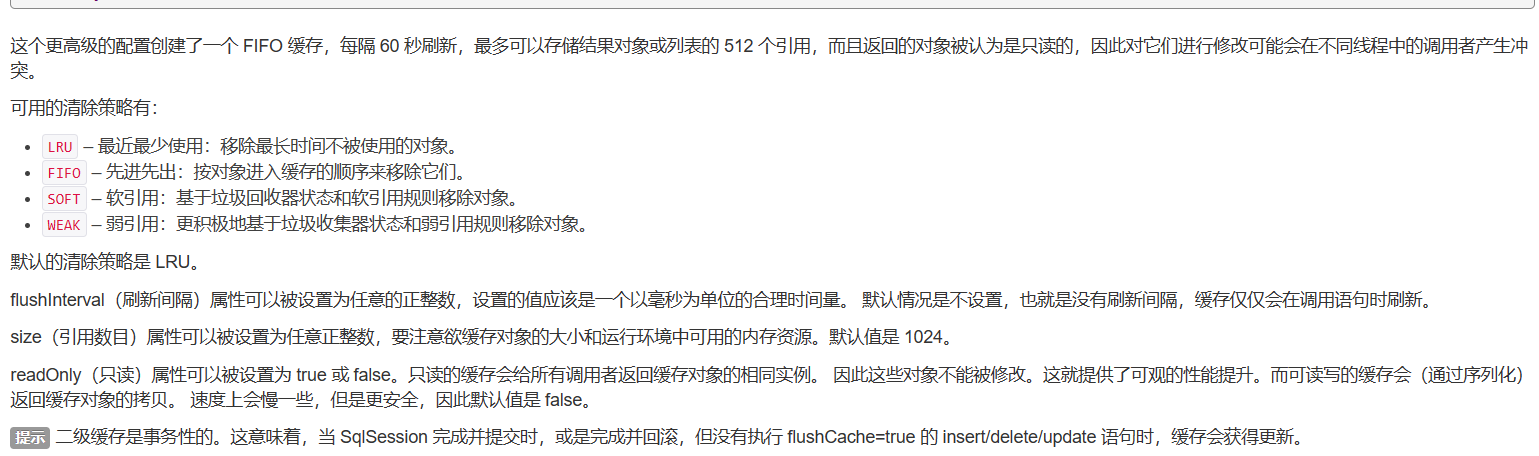 这个更高级的配置创建了一个 FIFO 缓存，每隔 60 秒刷新，最多可以存储结果对象或列表的 512 个引用，而且返回的对象被认为是只读的，因此对它们进行修改可能会在不同线程中的调用者产生冲
突。
可用的清除策略有：
• LRU – 最近最少使用：移除最长时间不被使用的对象。
• FIFO – 先进先出：按对象进入缓存的顺序来移除它们。
• SOFT – 软引用：基于垃圾回收器状态和软引用规则移除对象。
• WEAK – 弱引用：更积极地基于垃圾收集器状态和弱引用规则移除对象。
默认的清除策略是 LRU。
flushInterval（刷新间隔）属性可以被设置为任意的正整数，设置的值应该是一个以毫秒为单位的合理时间量。 默认情况是不设置，也就是没有刷新间隔，缓存仅仅会在调用语句时刷新。
size（引用数目）属性可以被设置为任意正整数，要注意欲缓存对象的大小和运行环境中可用的内存资源。默认值是 1024。
readOnly（只读）属性可以被设置为 true 或 false。只读的缓存会给所有调用者返回缓存对象的相同实例。 因此这些对象不能被修改。这就提供了可观的性能提升。而可读写的缓存会（通过序列化）
返回缓存对象的拷贝。 速度上会慢一些，但是更安全，因此默认值是 false。
提示 二级缓存是事务性的。这意味着，当 SqlSession 完成并提交时，或是完成并回滚，但没有执行 flushCache=true 的 insert/delete/update 语句时，缓存会获得更新。